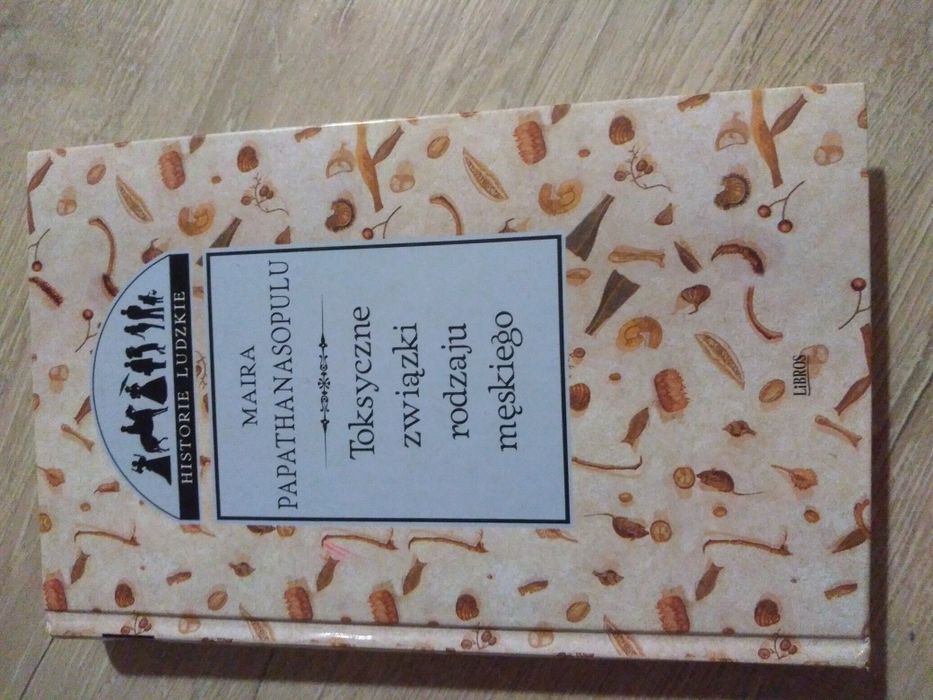 HISTORIE LUDZKIE
MAIRA
PAPATHANASOPULU
Toksyczne
związki
rodzaju
męskiego
LIBROS